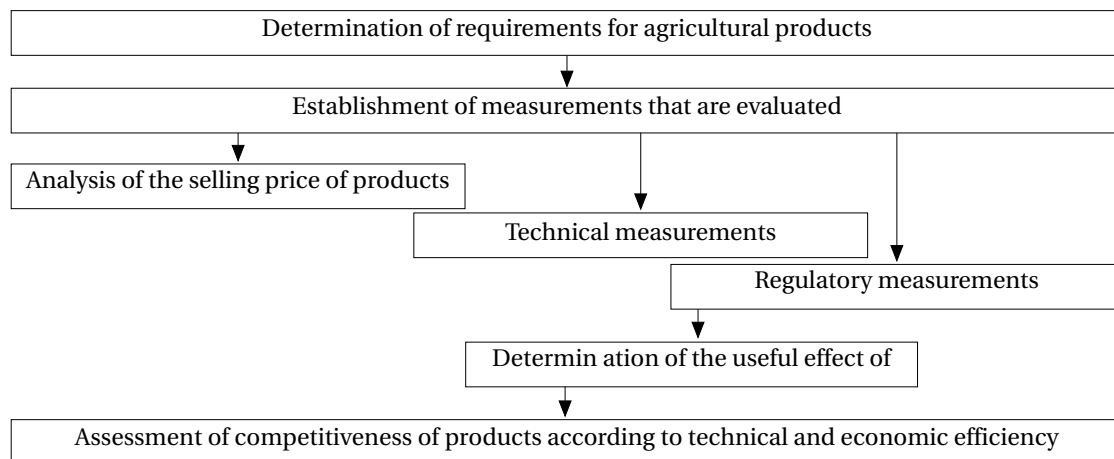 Determination of requirements for agricultural products
Establishment of measurements that are evaluated
Analysis of the selling price of products
Technical measurements
Regulatory measurements
Determin ation of the useful effect of
Assessment of competitiveness of products according to technical and economic efficiency